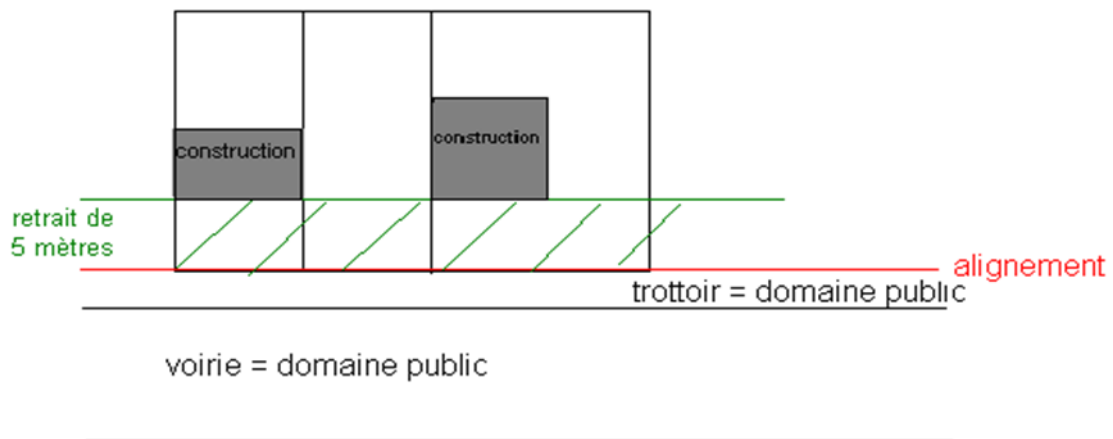 construction
construction
retrait de
5 mètres
alignement
trottoir = domaine public
voirie = domaine public